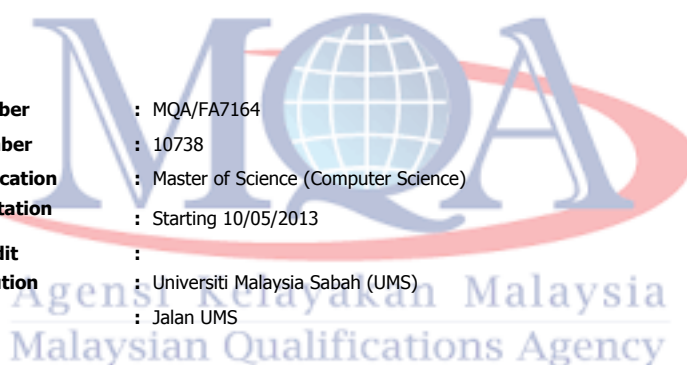 MQA
ber : MQA/FA7164
ber : 10738
cation : Master of Science (Computer Science)
tation : Starting 10/05/2013
dit :
tion : Universiti Malaysia Sabah (UMS)
: Jalan UMS
Agensi Kelayakan Malaysia
Malaysian Qualifications Agency